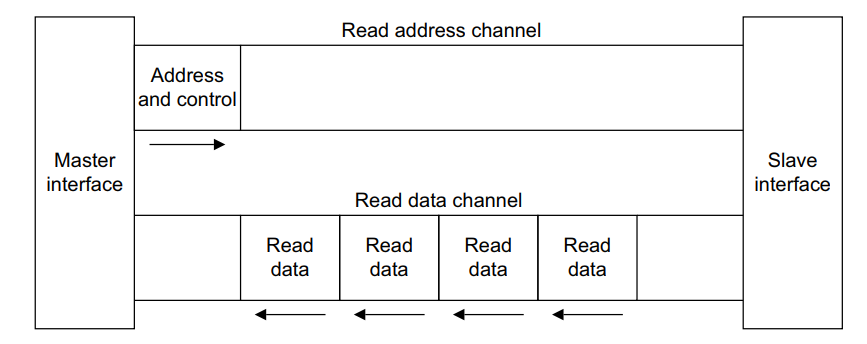 Read address channel
Address
and control
Master
interface
Slave
interface
Read data channel
Read
data
Read
data
Read
data
Read
data